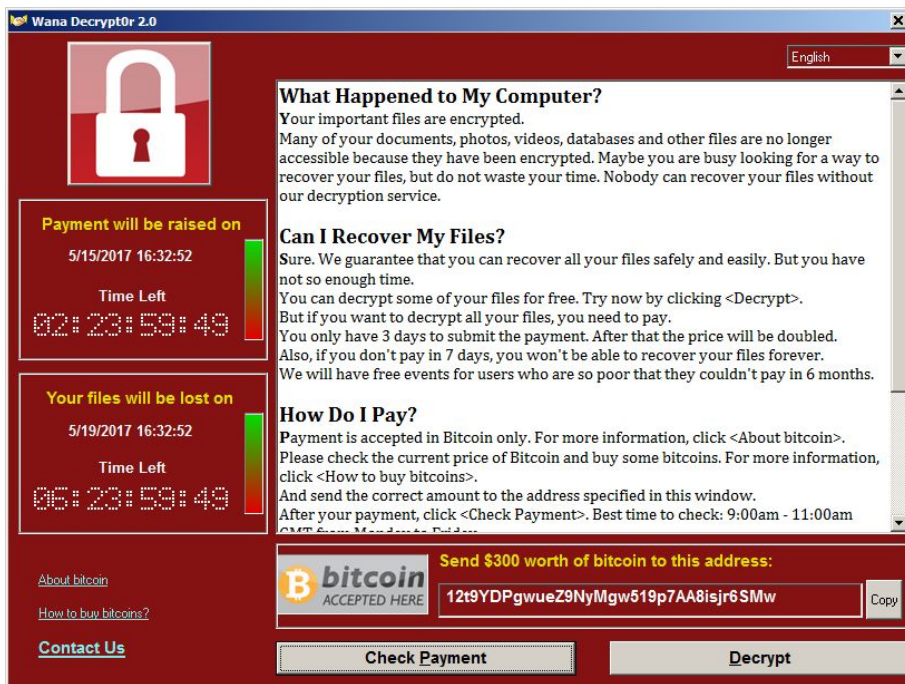 Wana Decrypt0r 2.0
English
What Happened to My Computer?
Your important files are encrypted.
Many of your documents, photos, videos, databases and other files are no longer
accessible because they have been encrypted. Maybe you are busy looking for a way to
recover your files, but do not waste your time. Nobody can recover your files without
our decryption service.
Can I Recover My Files?
Sure. We guarantee that you can recover all your files safely and easily. But you have
not so enough time.
You can decrypt some of your files for free. Try now by clicking <Decrypt>.
But if you want to decrypt all your files, you need to pay.
You only have 3 days to submit the payment. After that the price will be doubled.
Also, if you don't pay in 7 days, you won't be able to recover your files forever.
We will have free events for users who are so poor that they couldn't pay in 6 months.
How Do I Pay?
Payment is accepted in Bitcoin only. For more information, click <About bitcoin>.
Please check the current price of Bitcoin and buy some bitcoins. For more information,
click <How to buy bitcoins>.
And send the correct amount to the address specified in this window.
After your payment, click <Check Payment>. Best time to check: 9:00am - 11:00am
GMT from Monday to Friday.
Payment will be raised on
5/15/2017 16:32:52
Time Left
02:23:59:49
Your files will be lost on
5/19/2017 16:32:52
Time Left
06:23:59:49
About bitcoin
How to buy bitcoins?
Contact Us
bitcoin
ACCEPTED HERE
Send $300 worth of bitcoin to this address:
12t9YDPgwueZ9NyMgw519p7AA8isjr6SMw
Copy
Check Payment
Decrypt